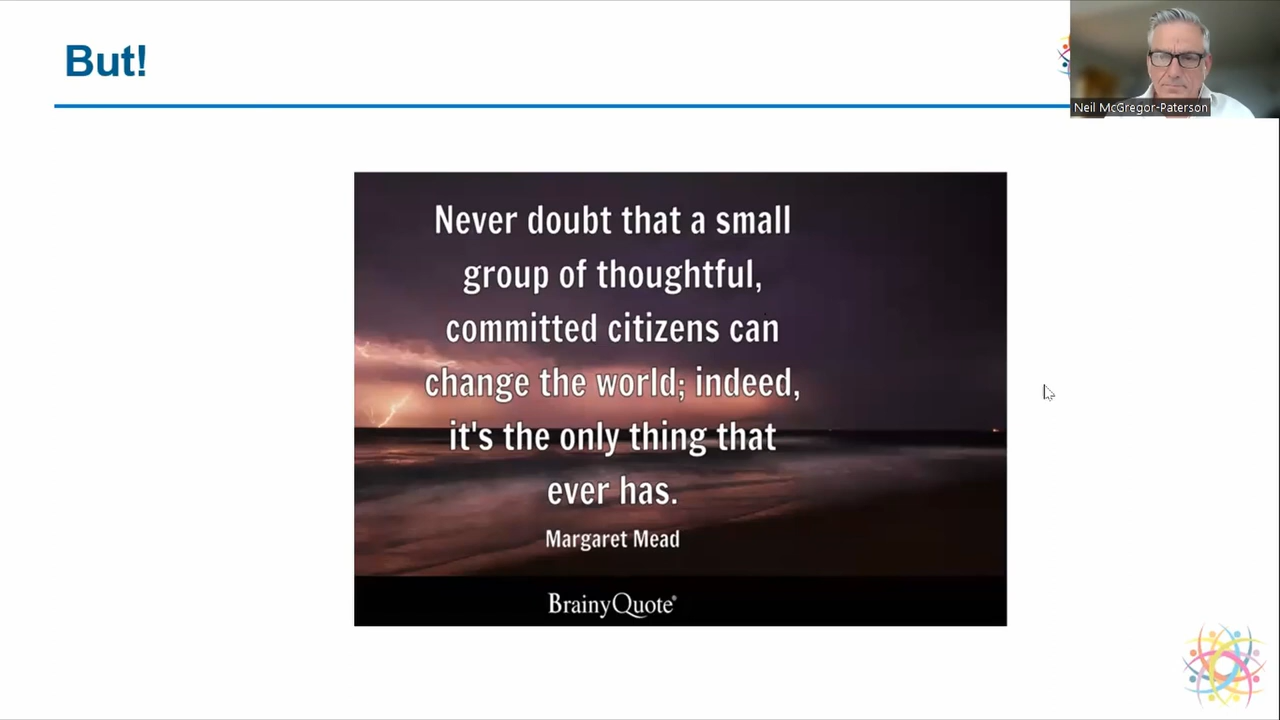 But!
Neil McGregor-Paterson
Never doubt that a small
group of thoughtful,
committed citizens can
change the world; indeed,
it's the only thing that
ever has.
Margaret Mead
BrainyQuote®